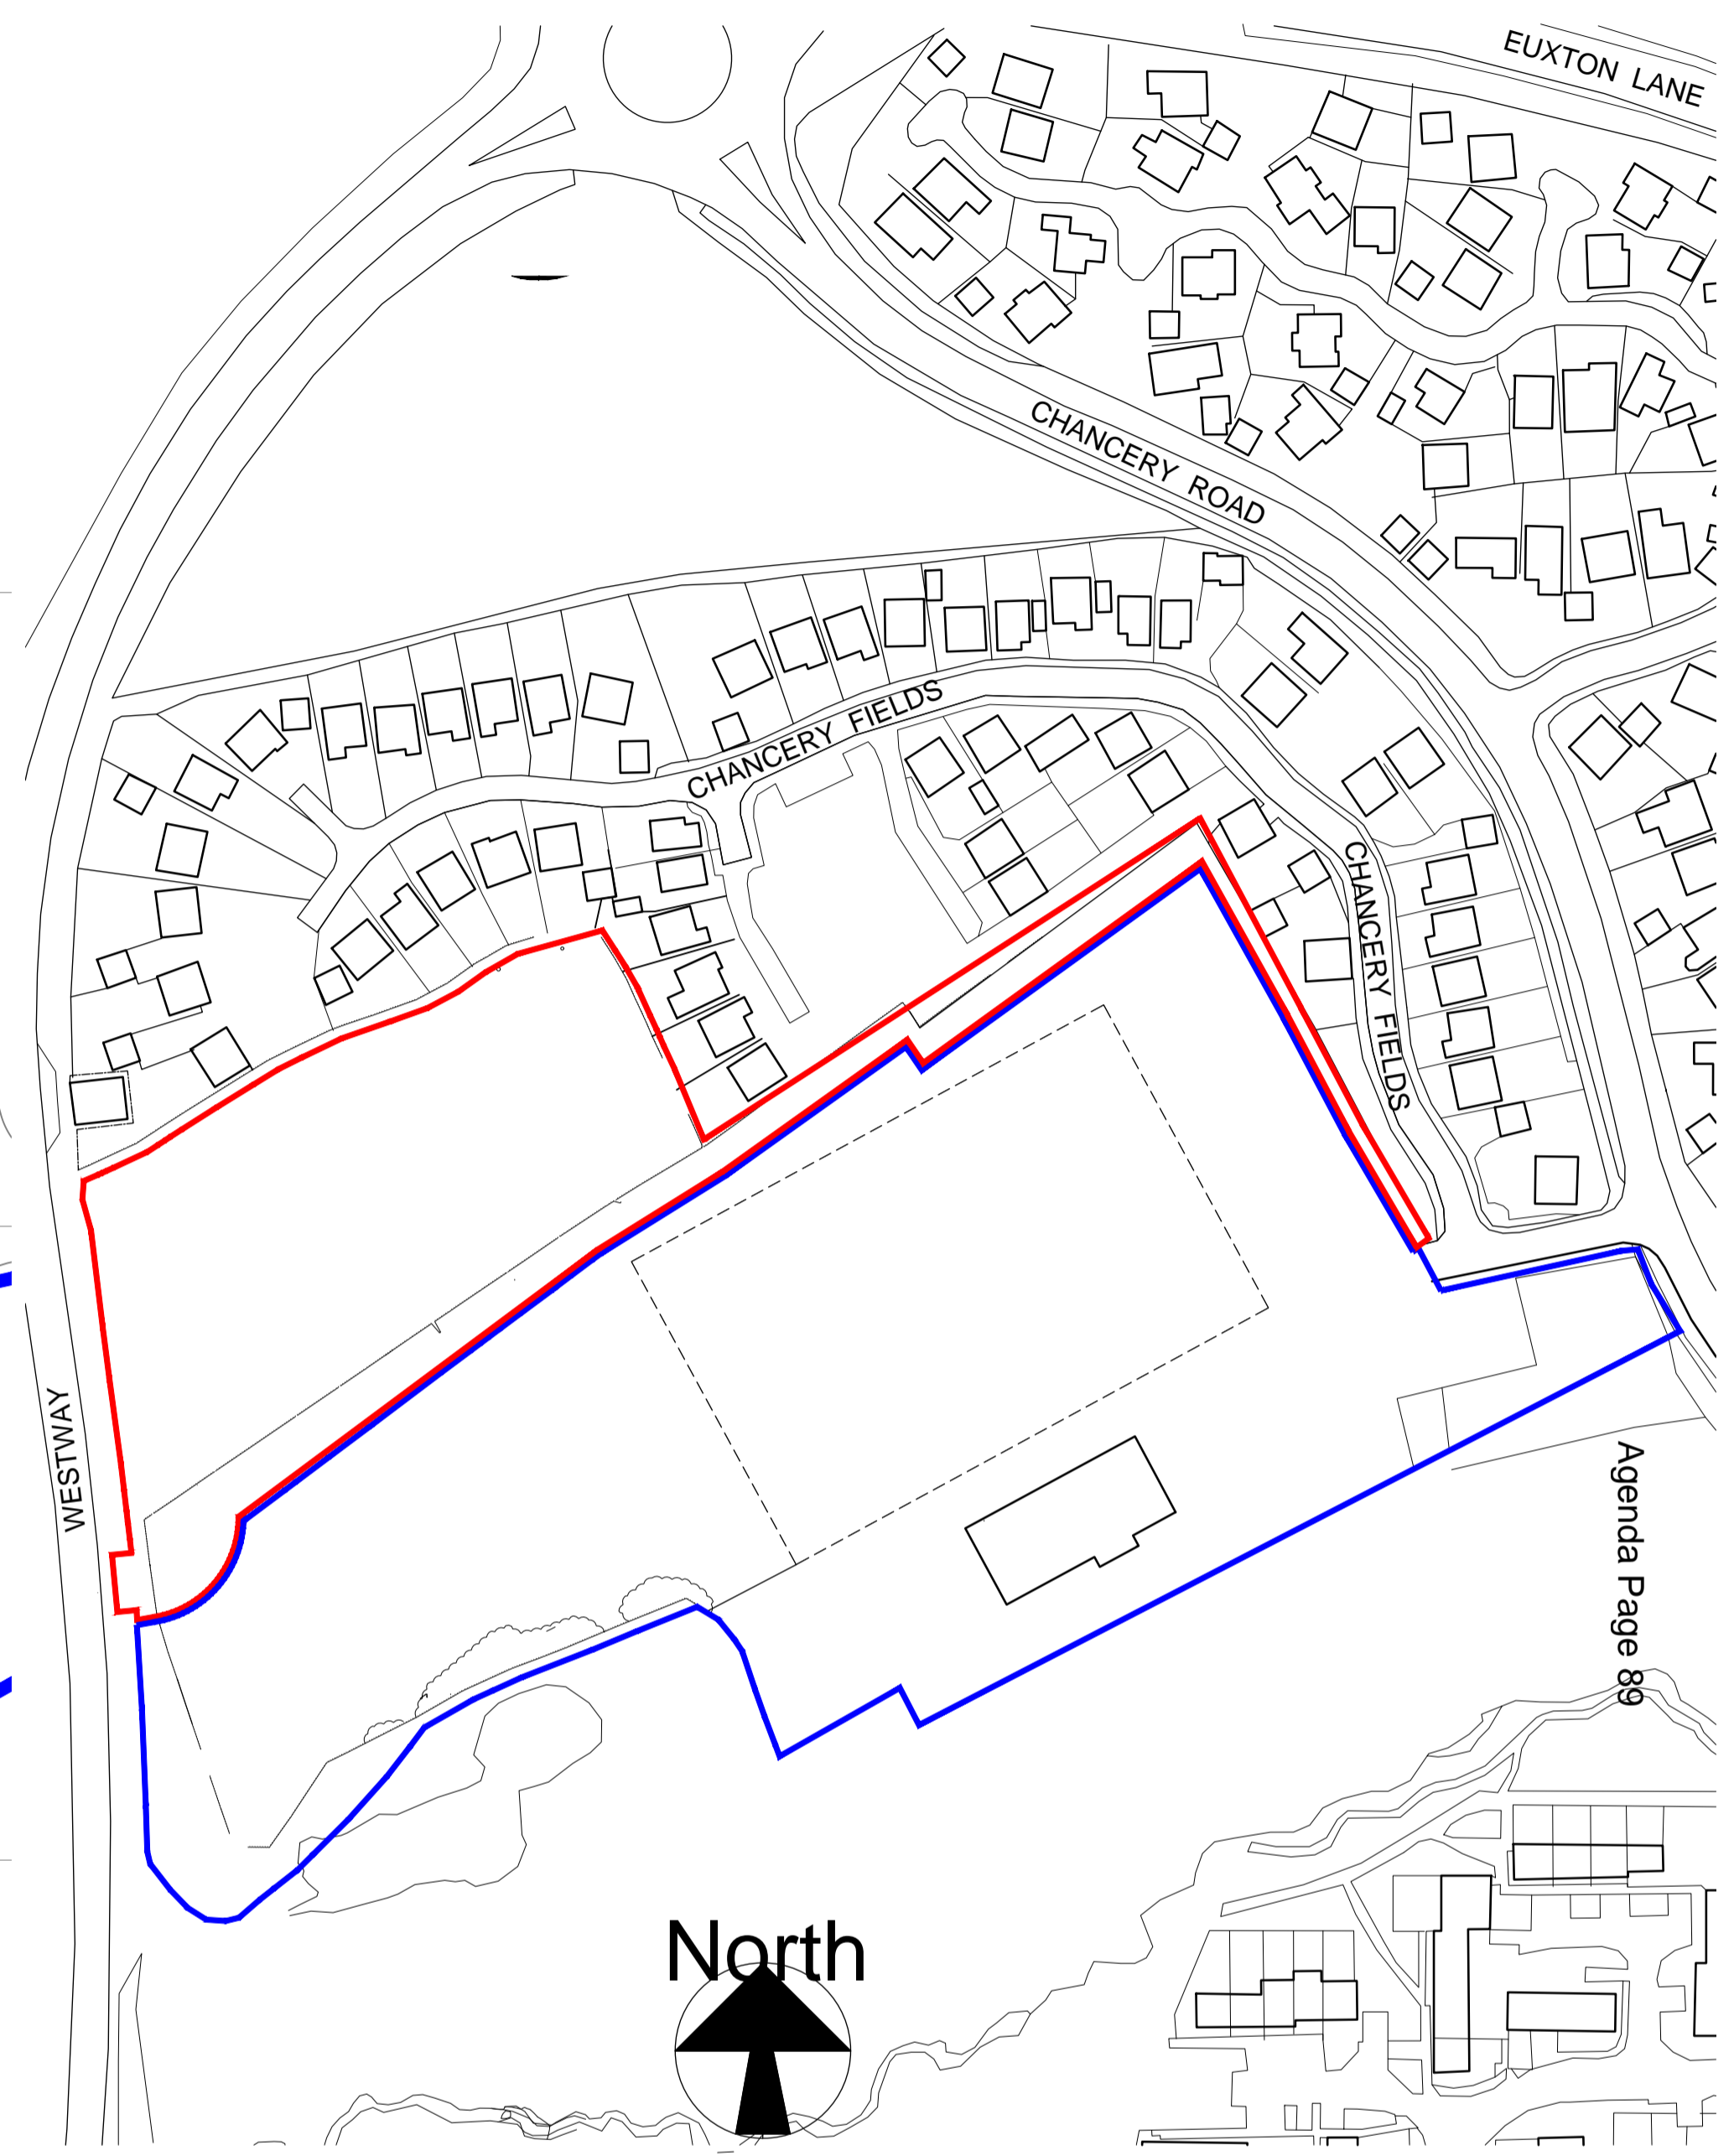 EUXTON LANE
CHANCERY ROAD
CHANCERY FIELDS
CHANCERY FIELDS
WESTWAY
Agenda Page 89
North